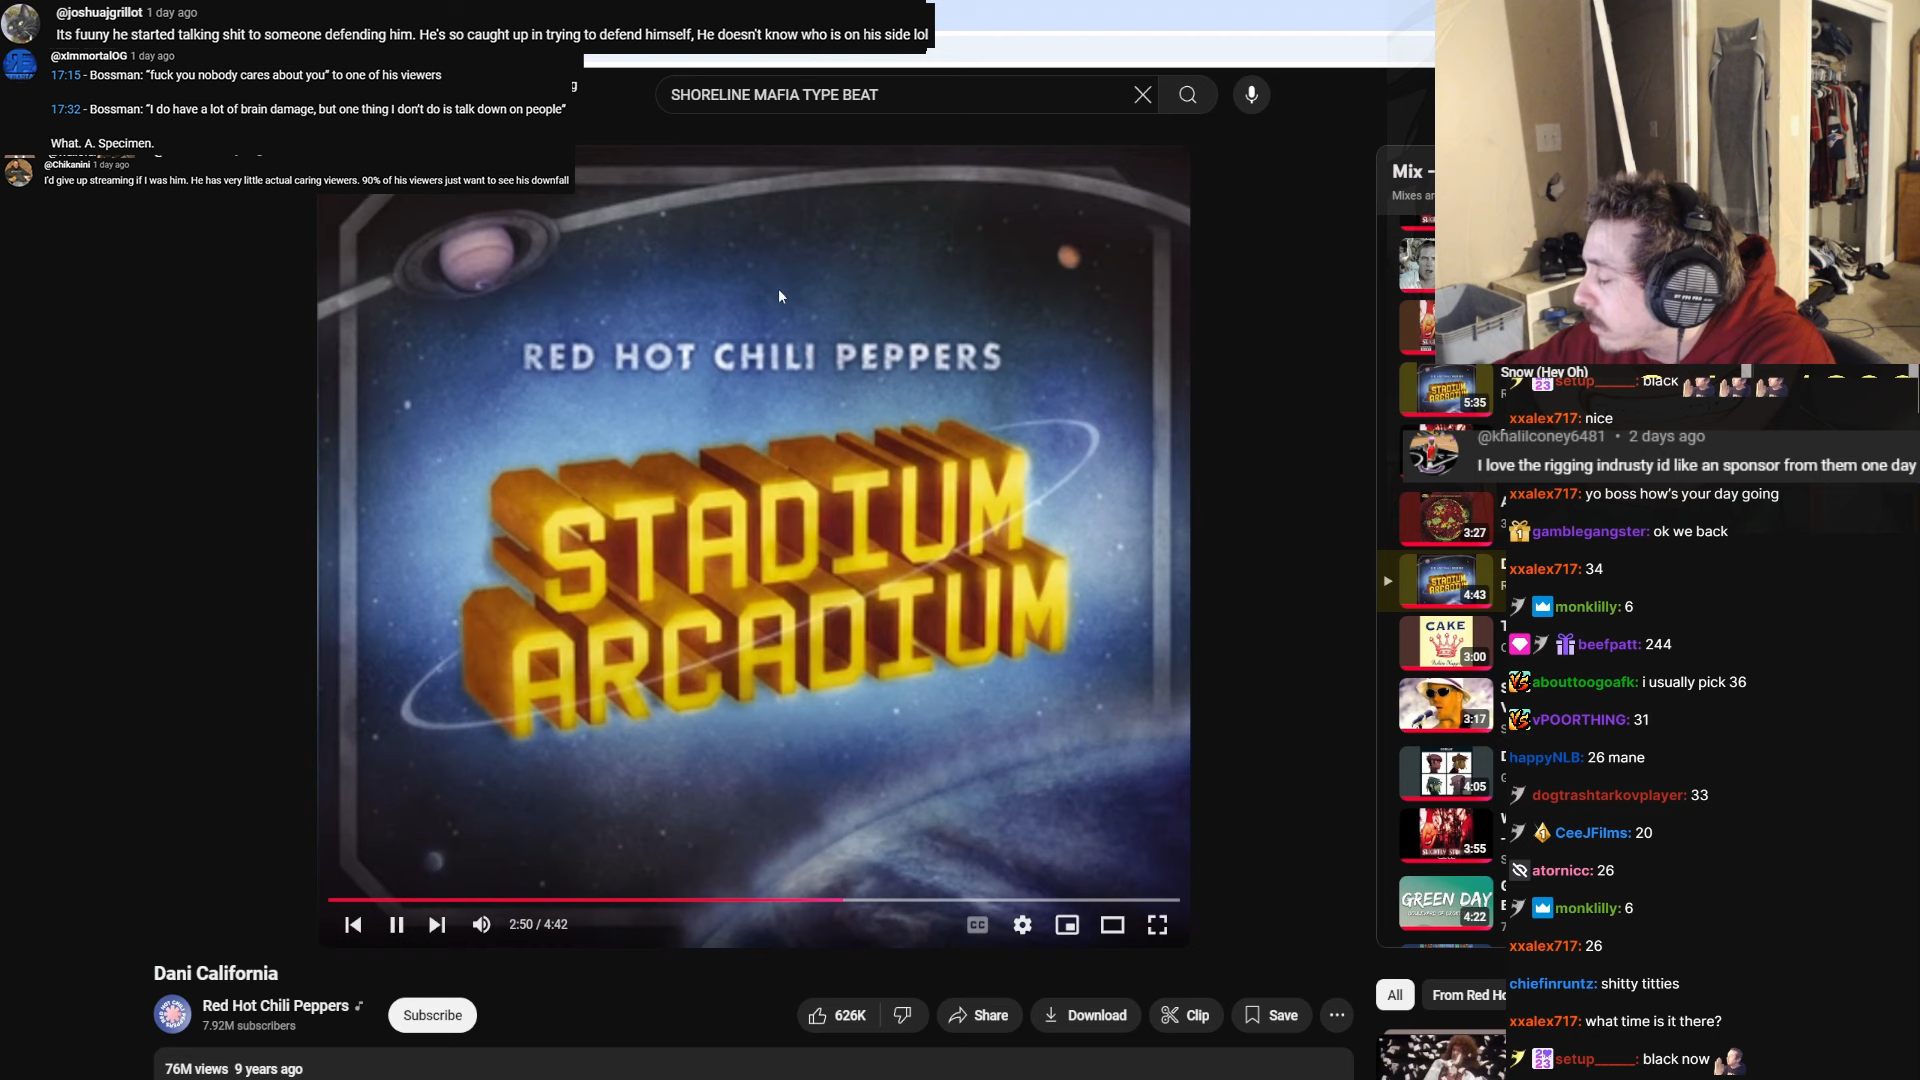 @joshuajgrillot 1 day ago
Its fuuny he started talking shit to someone defending him. He's so caught up in trying to defend himself, He doesn't know who is on his side lol
@xImmortalOG 1 day ago
17:15 - Bossman: “fuck you nobody cares about you” to one of his viewers
17:32 - Bossman: “I do have a lot of brain damage, but one thing I don’t do is talk down on people”
What. A. Specimen.
@Chikanini 1 day ago
I'd give up streaming if I was him. He has very little actual caring viewers. 90% of his viewers just want to see his downfall
SHORELINE MAFIA TYPE BEAT
RED HOT CHILI PEPPERS
STADIUM
ARCADIUM
2:50 / 4:42
CC
Dani California
Red Hot Chili Peppers
7.92M subscribers
Subscribe
626K
Share
Download
Clip
Save
76M views 9 years ago
Mix -
Mixes ar
Snow (Hey Oh)
5:35
3:27
4:43
CAKE
3:00
3:17
4:05
3:55
GREEN DAY
4:22
All
From Red Ho
setup_____: black
xxalex717: nice
@khalilconey6481 • 2 days ago
I love the rigging indrusty id like an sponsor from them one day
xxalex717: yo boss how's your day going
gamblegangster: ok we back
xxalex717: 34
monklilly: 6
beefpatt: 244
abouttoogoafk: i usually pick 36
vPOORTHING: 31
happyNLB: 26 mane
dogtrashtarkovplayer: 33
CeeJFilms: 20
atornicc: 26
monklilly: 6
xxalex717: 26
chiefinruntz: shitty titties
xxalex717: what time is it there?
setup_____: black now